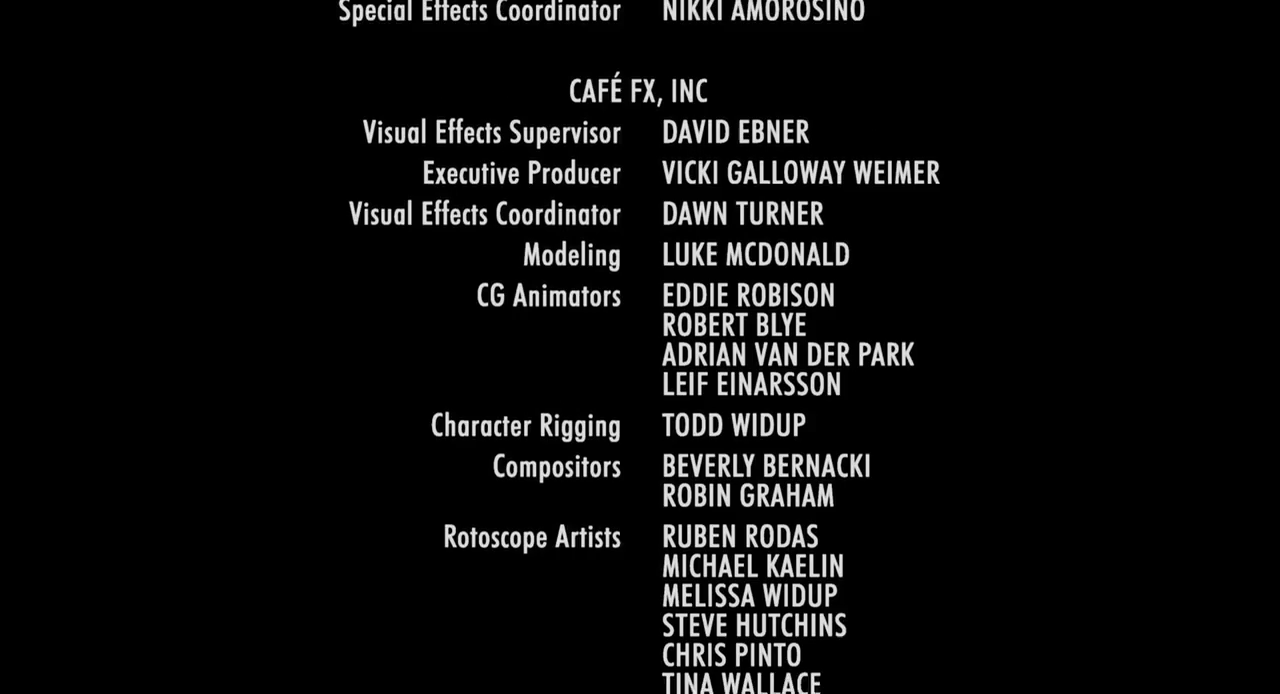 Special Effects Coordinator NIKKI AMOROSINO
CAFÉ FX, INC
Visual Effects Supervisor DAVID EBNER
Executive Producer VICKI GALLOWAY WEIMER
Visual Effects Coordinator DAWN TURNER
Modeling LUKE MCDONALD
CG Animators EDDIE ROBISON
ROBERT BLYE
ADRIAN VAN DER PARK
LEIF EINARSSON
Character Rigging TODD WIDUP
Compositors BEVERLY BERNACKI
ROBIN GRAHAM
Rotoscope Artists RUBEN RODAS
MICHAEL KAELIN
MELISSA WIDUP
STEVE HUTCHINS
CHRIS PINTO
TINA WALLACE